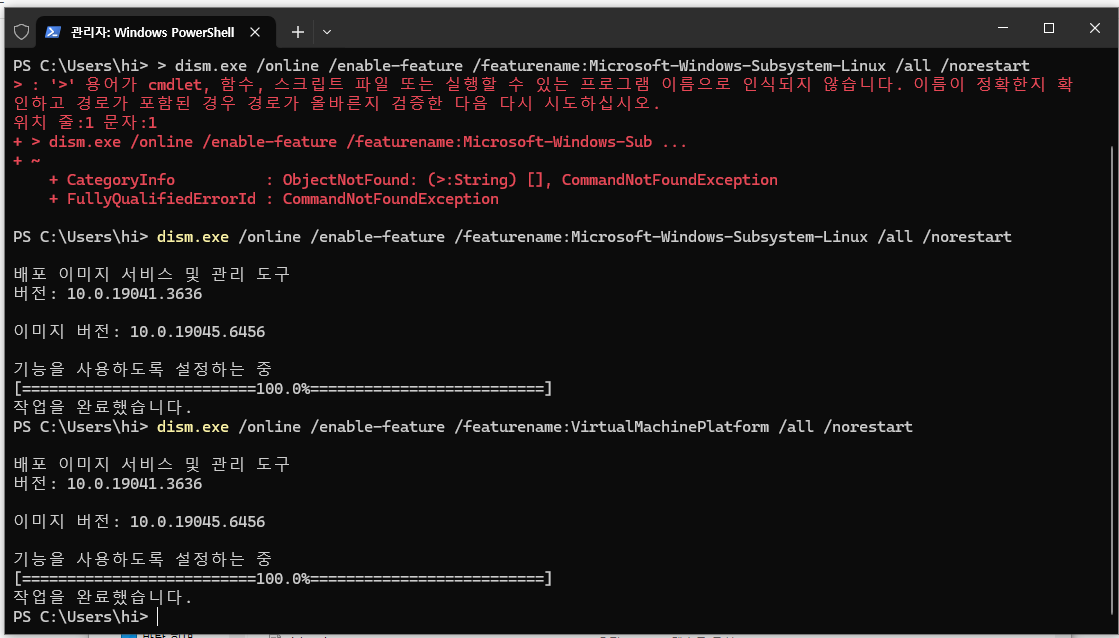 관리자: Windows PowerShell
PS C:\Users\hi> > dism.exe /online /enable-feature /featurename:Microsoft-Windows-Subsystem-Linux /all /norestart
> : '>' 용어가 cmdlet, 함수, 스크립트 파일 또는 실행할 수 있는 프로그램 이름으로 인식되지 않습니다. 이름이 정확한지 확
인하고 경로가 포함된 경우 경로가 올바른지 검증한 다음 다시 시도하십시오.
위치 줄:1 문자:1
+ > dism.exe /online /enable-feature /featurename:Microsoft-Windows-Sub ...
+ ~
    + CategoryInfo          : ObjectNotFound: (>:String) [], CommandNotFoundException
    + FullyQualifiedErrorId : CommandNotFoundException
PS C:\Users\hi> dism.exe /online /enable-feature /featurename:Microsoft-Windows-Subsystem-Linux /all /norestart
배포 이미지 서비스 및 관리 도구
버전: 10.0.19041.3636
이미지 버전: 10.0.19045.6456
기능을 사용하도록 설정하는 중
[==========================100.0%==========================]
작업을 완료했습니다.
PS C:\Users\hi> dism.exe /online /enable-feature /featurename:VirtualMachinePlatform /all /norestart
배포 이미지 서비스 및 관리 도구
버전: 10.0.19041.3636
이미지 버전: 10.0.19045.6456
기능을 사용하도록 설정하는 중
[==========================100.0%==========================]
작업을 완료했습니다.
PS C:\Users\hi>